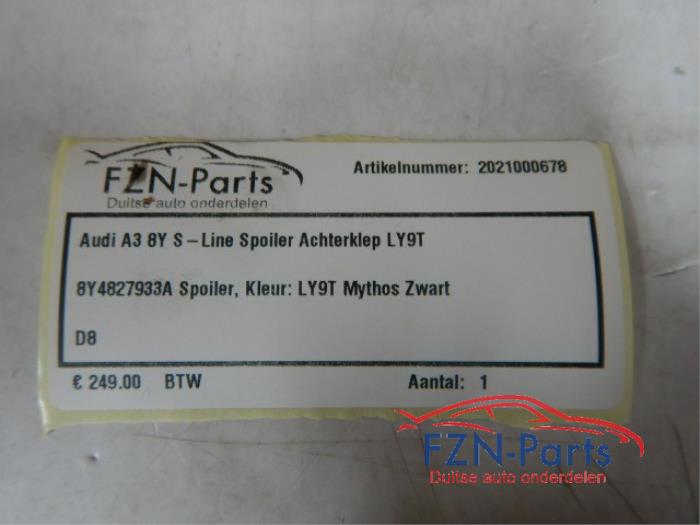 FZN-Parts
Duitse auto onderdelen
Artikelnummer: 2021000678
Audi A3 8Y S-Line Spoiler Achterklep LY9T
8Y4827933A Spoiler, Kleur: LY9T Mythos Zwart
D8
€ 249.00 BTW Aantal: 1
FZN-Parts
Duitse auto onderdelen